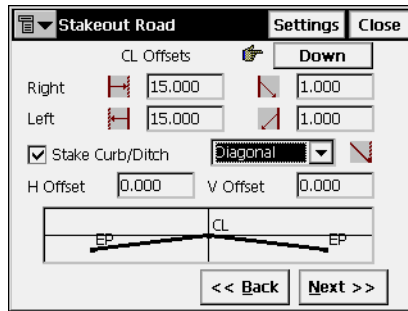 Stakeout Road Settings Close
CL Offsets Down
Right 15.000 1.000
Left 15.000 1.000
Stake Curb/Ditch Diagonal
H Offset 0.000 V Offset 0.000
CL
EP EP
<< Back Next >>